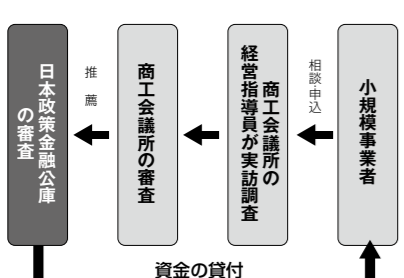 小規模事業者
相談・申込
商工会議所の
経営指導員が実訪調査
商工会議所の審査
推薦
日本政策金融公庫
の審査
資金の貸付